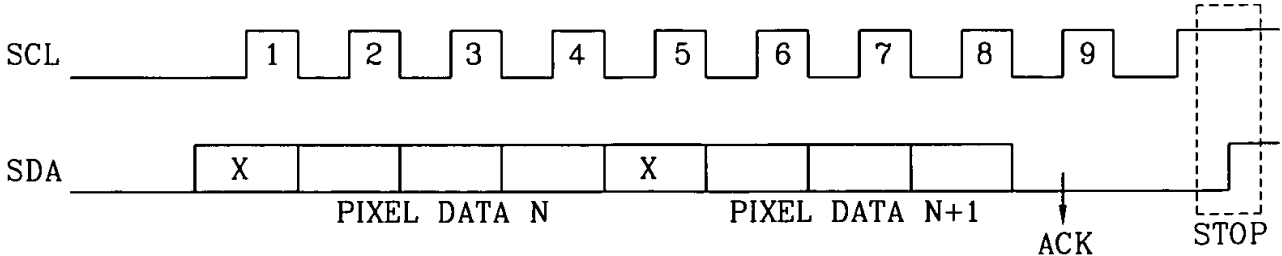 SCL 1 2 3 4 5 6 7 8 9
SDA X X
PIXEL DATA N PIXEL DATA N+1
ACK STOP